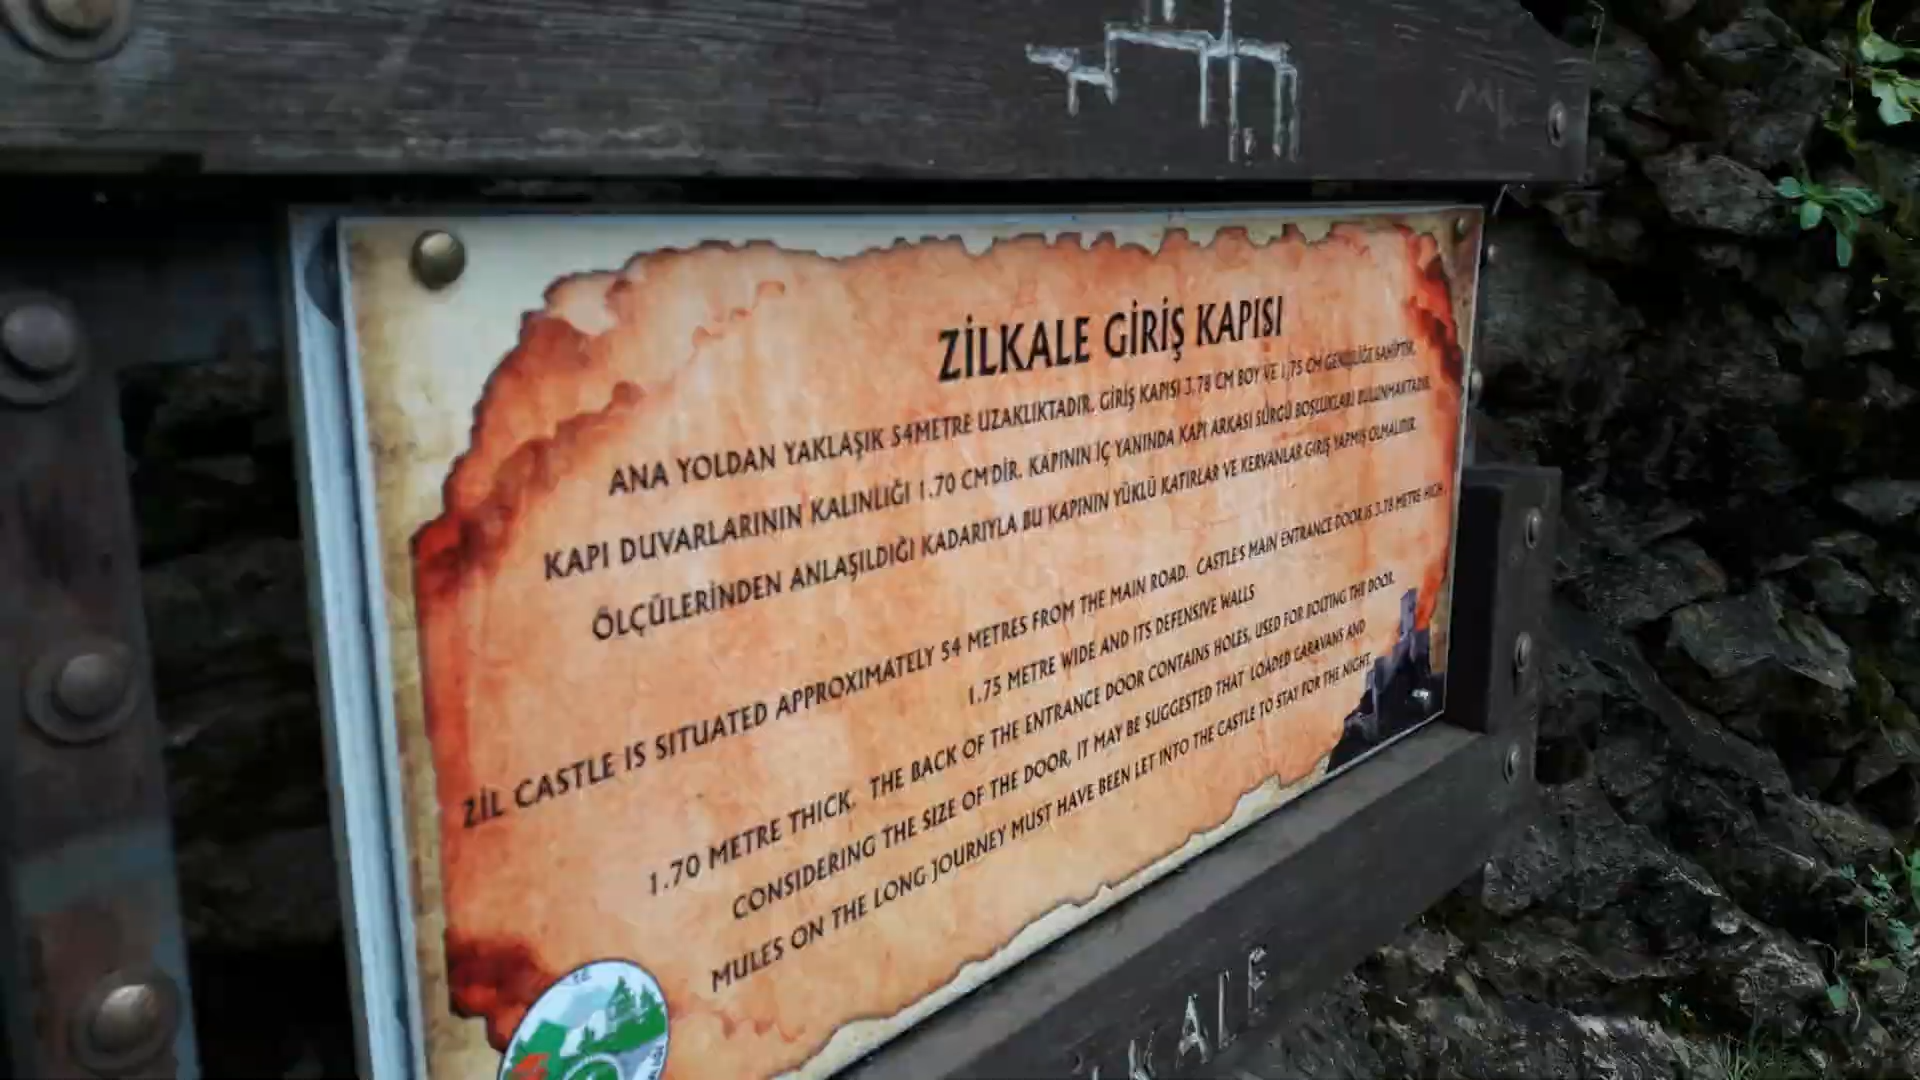 ZİLKALE GİRİŞ KAPISI
ANA YOLDAN YAKLAŞIK 54METRE UZAKLIKTADIR. GİRİŞ KAPISI 3.78 CM BOY VE 1,75 CM GENİŞLİĞE SAHİPTİR.
KAPI DUVARLARININ KALINLIĞI 1.70 CM'DİR. KAPININ İÇ YANINDA KAPI ARKASI SÜRGÜ BOŞLUKLARI BULUNMAKTADIR.
ÖLÇÜLERİNDEN ANLAŞILDIĞI KADARIYLA BU KAPININ YÜKLÜ KATIRLAR VE KERVANLAR GİRİŞ YAPMIŞ OLMALIDIR.
ZİL CASTLE IS SITUATED APPROXIMATELY 54 METRES FROM THE MAIN ROAD. CASTLE'S MAIN ENTRANCE DOOR IS 3.78 METRE HIGH,
1.75 METRE WIDE AND ITS DEFENSIVE WALLS
1.70 METRE THICK. THE BACK OF THE ENTRANCE DOOR CONTAINS HOLES, USED FOR BOLTING THE DOOR.
CONSIDERING THE SIZE OF THE DOOR, IT MAY BE SUGGESTED THAT LOADED CARAVANS AND
MULES ON THE LONG JOURNEY MUST HAVE BEEN LET INTO THE CASTLE TO STAY FOR THE NIGHT.